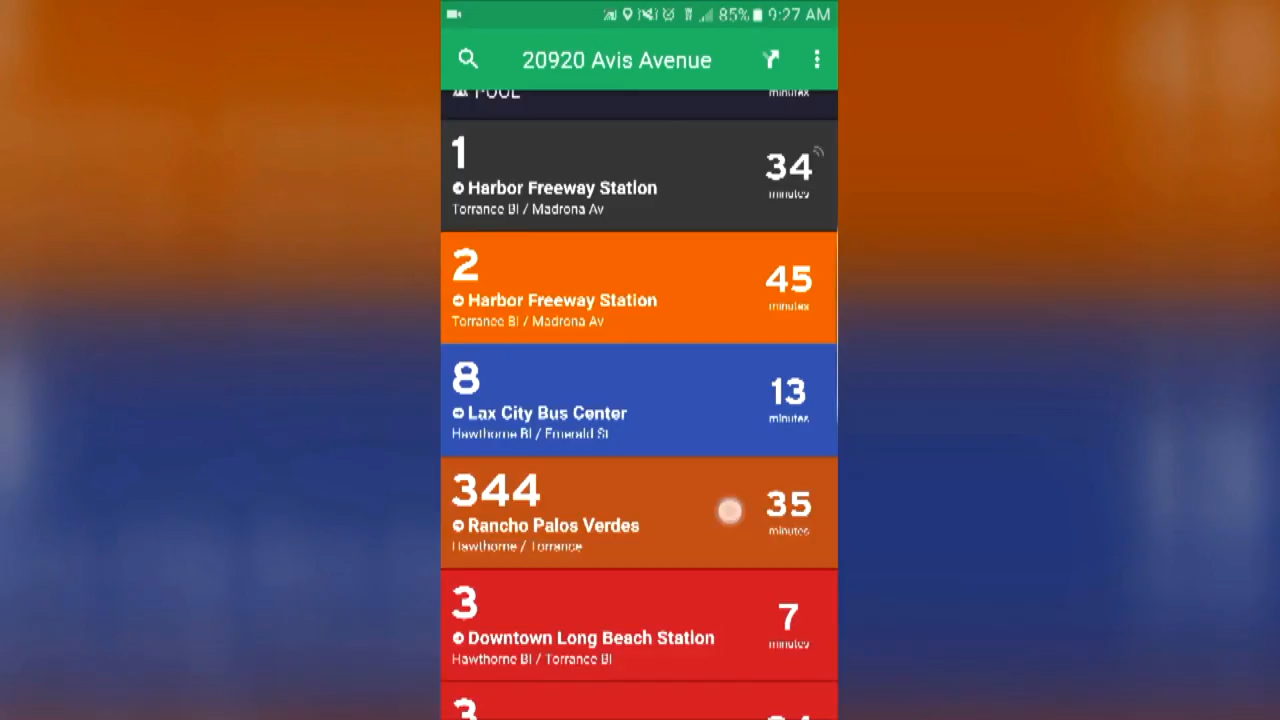 85% 9:27 AM
20920 Avis Avenue
POOL minutes
1
34
Harbor Freeway Station
minutes
Torrance Bl / Madrona Av
2
45
Harbor Freeway Station
minutes
Torrance Bl / Madrona Av
8
13
Lax City Bus Center
minutes
Hawthorne Bl / Emerald St
344
35
Rancho Palos Verdes
minutes
Hawthorne / Torrance
3
7
Downtown Long Beach Station
minutes
Hawthorne Bl / Torrance Bl
3